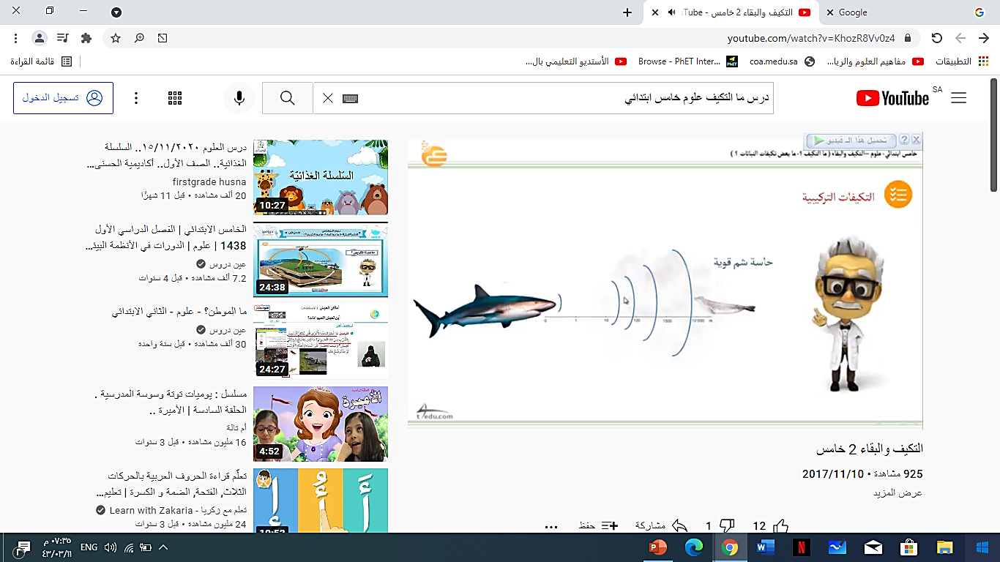 التكيف والبقاء 2 خامس - Tube
Google
youtube.com/watch?v=KhozR8Vv0z4
التطبيقات
مفاهيم العلوم والريا...
coa.medu.sa
Browse - PhET Inter...
الأستديو التعليمي بال...
قائمة القراءة
YouTube SA
درس ما التكيف علوم خامس ابتدائي
تسجيل الدخول
تحميل هذا الـ فيديو
خامس ابتدائي- علوم –التكيف والبقاء ( ما التكيف ؟- ما بعض تكيفات النباتات ؟ )
التكيفات التركيبية
حاسة شم قوية
0 1 10 100 1000 10'000 m
t4edu.com
التكيف والبقاء 2 خامس
925 مشاهدة • 2017/11/10
عرض المزيد
12
1
مشاركة
حفظ
السّلسلة الغذائيّة
10:27
درس العلوم ١٥/١١/٢٠٢٠.. السلسلة
الغذائية.. الصف الأول.. أكاديمية الحسنى...
firstgrade husna
20 ألف مشاهدة • قبل 11 شهرًا
24:38
الخامس الابتدائي | الفصل الدراسي الأول
1438 | علوم | الدورات في الأنظمة البيئ...
عين دروس
7.2 ألف مشاهدة • قبل 4 سنوات
أماكن العيش
أين تعيش الحيوانات؟
24:27
ما الموطن؟ - علوم - الثاني الابتدائي
عين دروس
30 ألف مشاهدة • قبل سنة واحدة
الأميرة
4:52
مسلسل : يوميات توتة وسوسة المدرسية .
الحلقة السادسة | الأميرة ..
أم تالة
16 مليون مشاهدة • قبل 3 سنوات
أَ
أُ
إِ
تعلّم قراءة الحروف العربية بالحركات
الثلاث, الفتحة, الضمة و الكسرة | تعليم...
تعلم مع زكريا - Learn with Zakaria
24 مليون مشاهدة • قبل 3 سنوات
ENG
٠٧:٣٥ م
٤٣/٠٣/١١